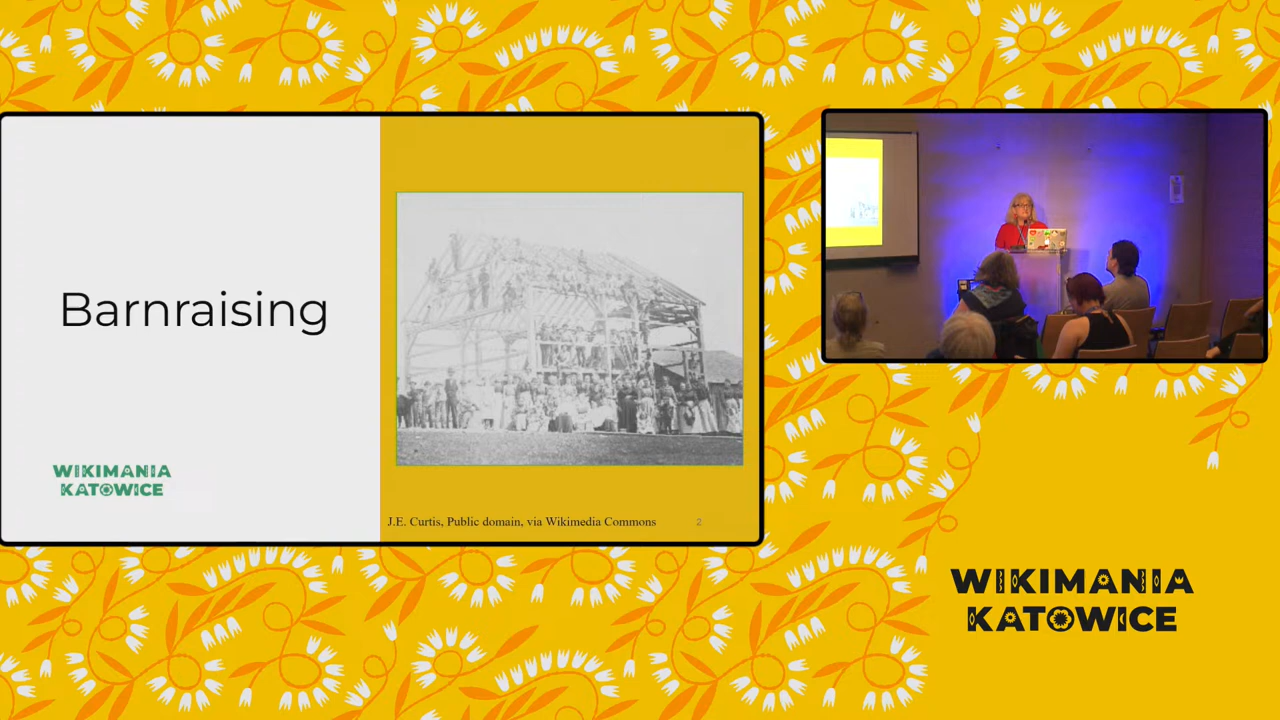 Barnraising
WIKIMANIA
KATOWICE
J.E. Curtis, Public domain, via Wikimedia Commons
2
WIKIMANIA
KATOWICE